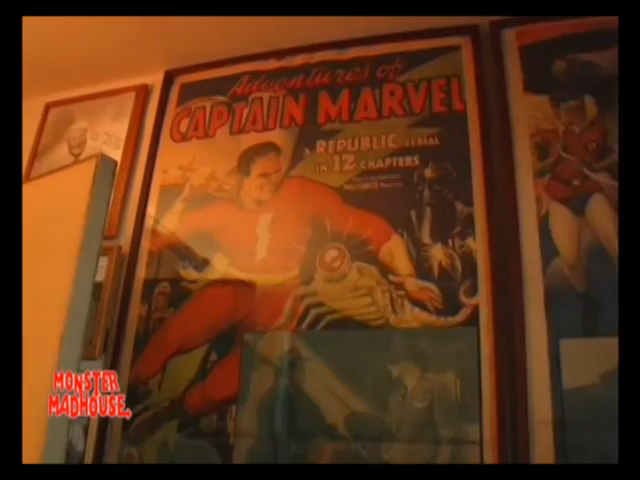 Adventures of
CAPTAIN MARVEL
A REPUBLIC SERIAL
IN 12 CHAPTERS
MONSTER
MADHOUSE